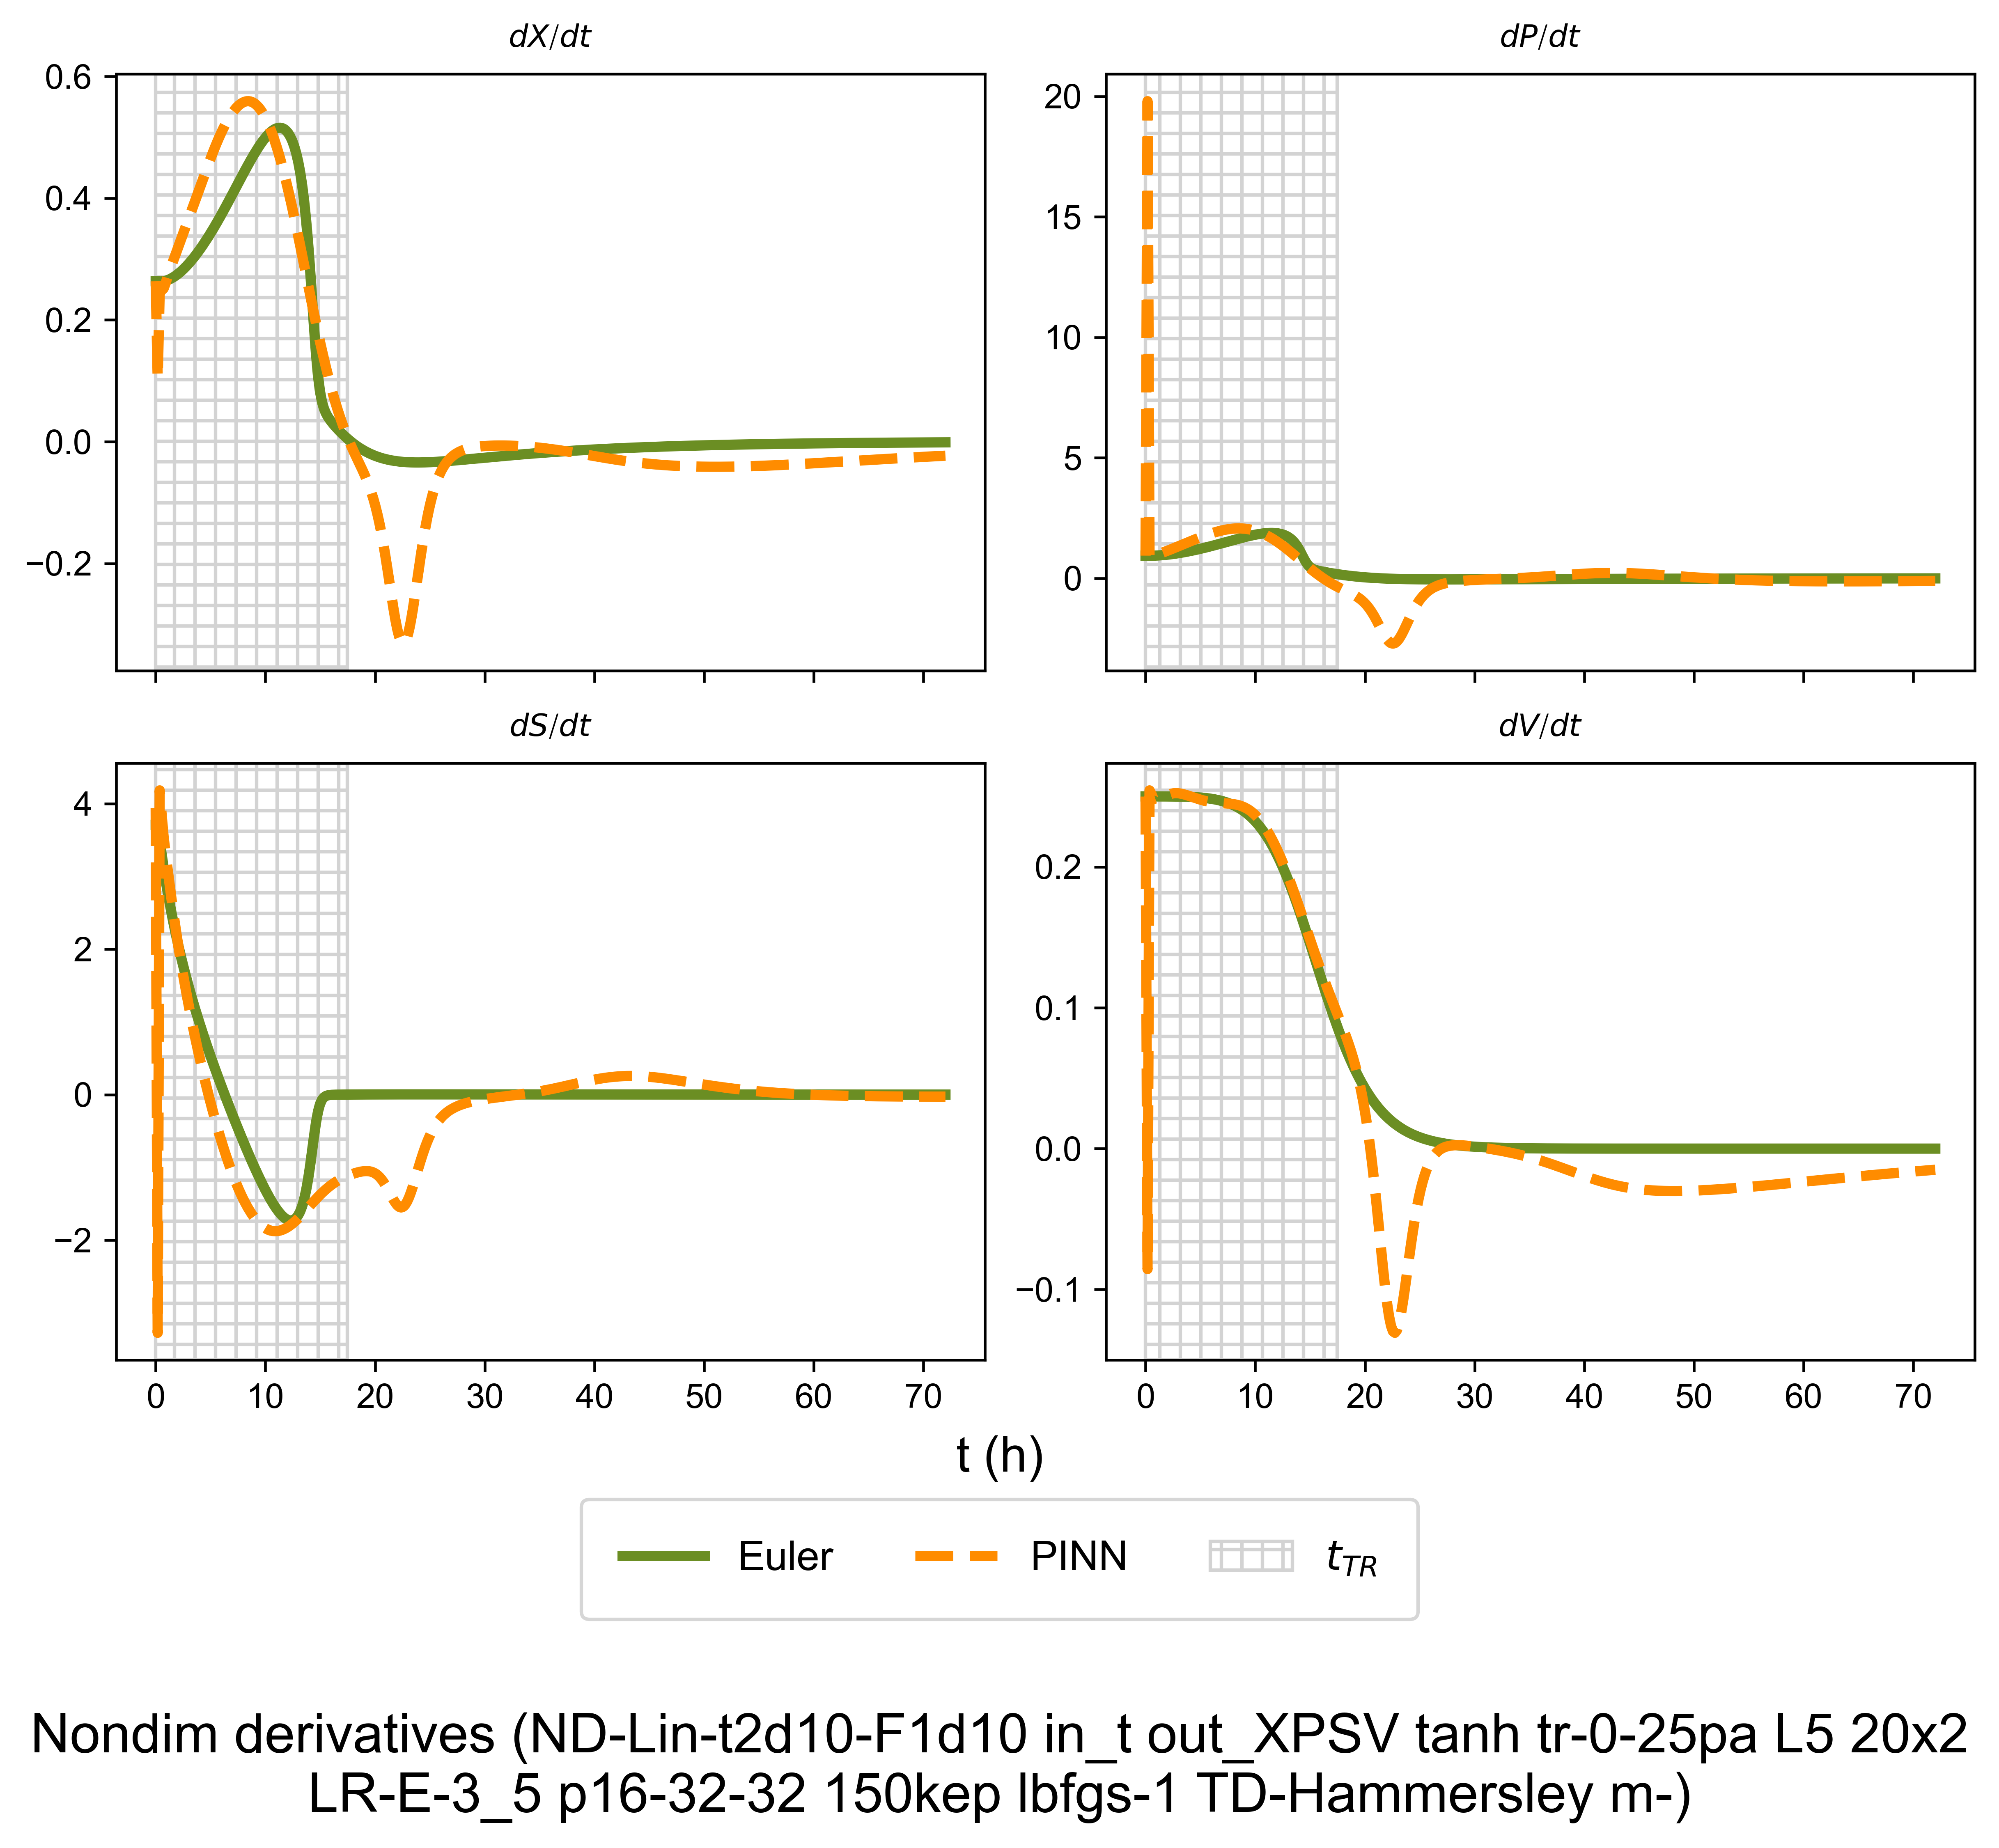 dX/dt
dP/dt
0.6
0.4
0.2
0.0
−0.2
20
15
10
5
0
dS/dt
dV/dt
4
2
0
−2
0 10 20 30 40 50 60 70
0.2
0.1
0.0
−0.1
0 10 20 30 40 50 60 70
t (h)
Euler PINN t_TR
Nondim derivatives (ND-Lin-t2d10-F1d10 in_t out_XPSV tanh tr-0-25pa L5 20x2
LR-E-3_5 p16-32-32 150kep lbfgs-1 TD-Hammersley m-)